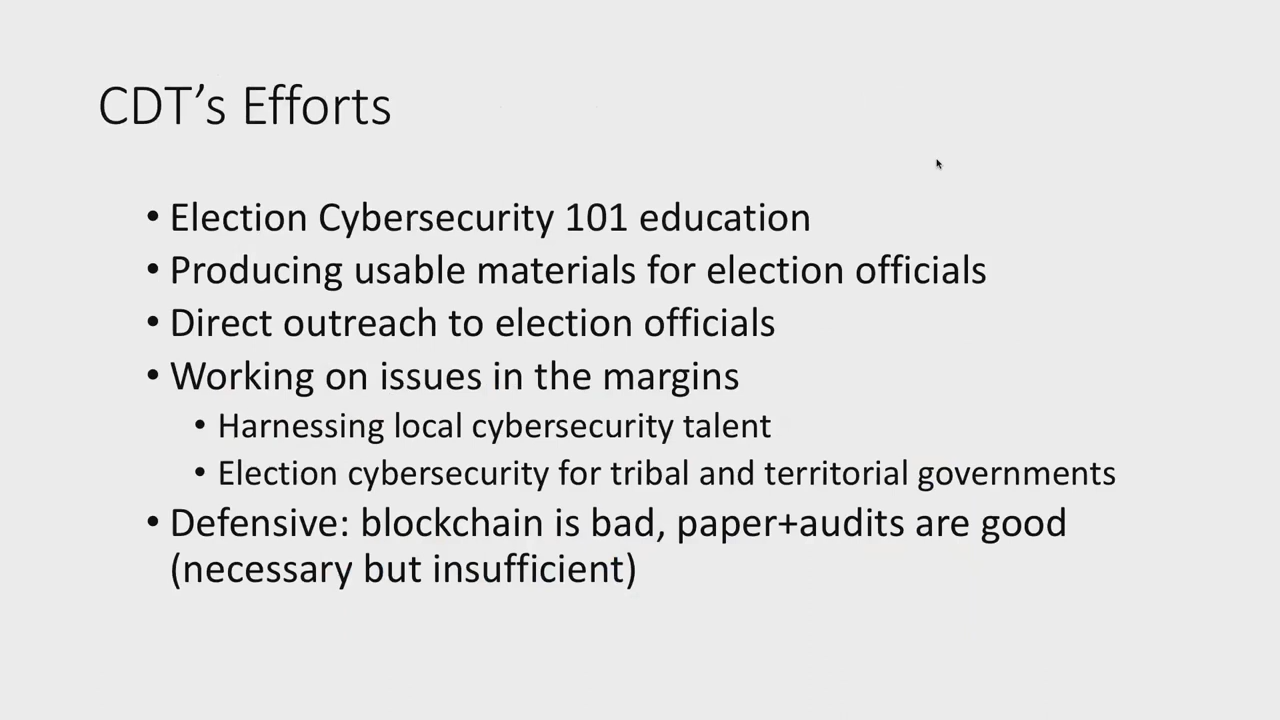 CDT’s Efforts
• Election Cybersecurity 101 education
• Producing usable materials for election officials
• Direct outreach to election officials
• Working on issues in the margins
• Harnessing local cybersecurity talent
• Election cybersecurity for tribal and territorial governments
• Defensive: blockchain is bad, paper+audits are good
(necessary but insufficient)